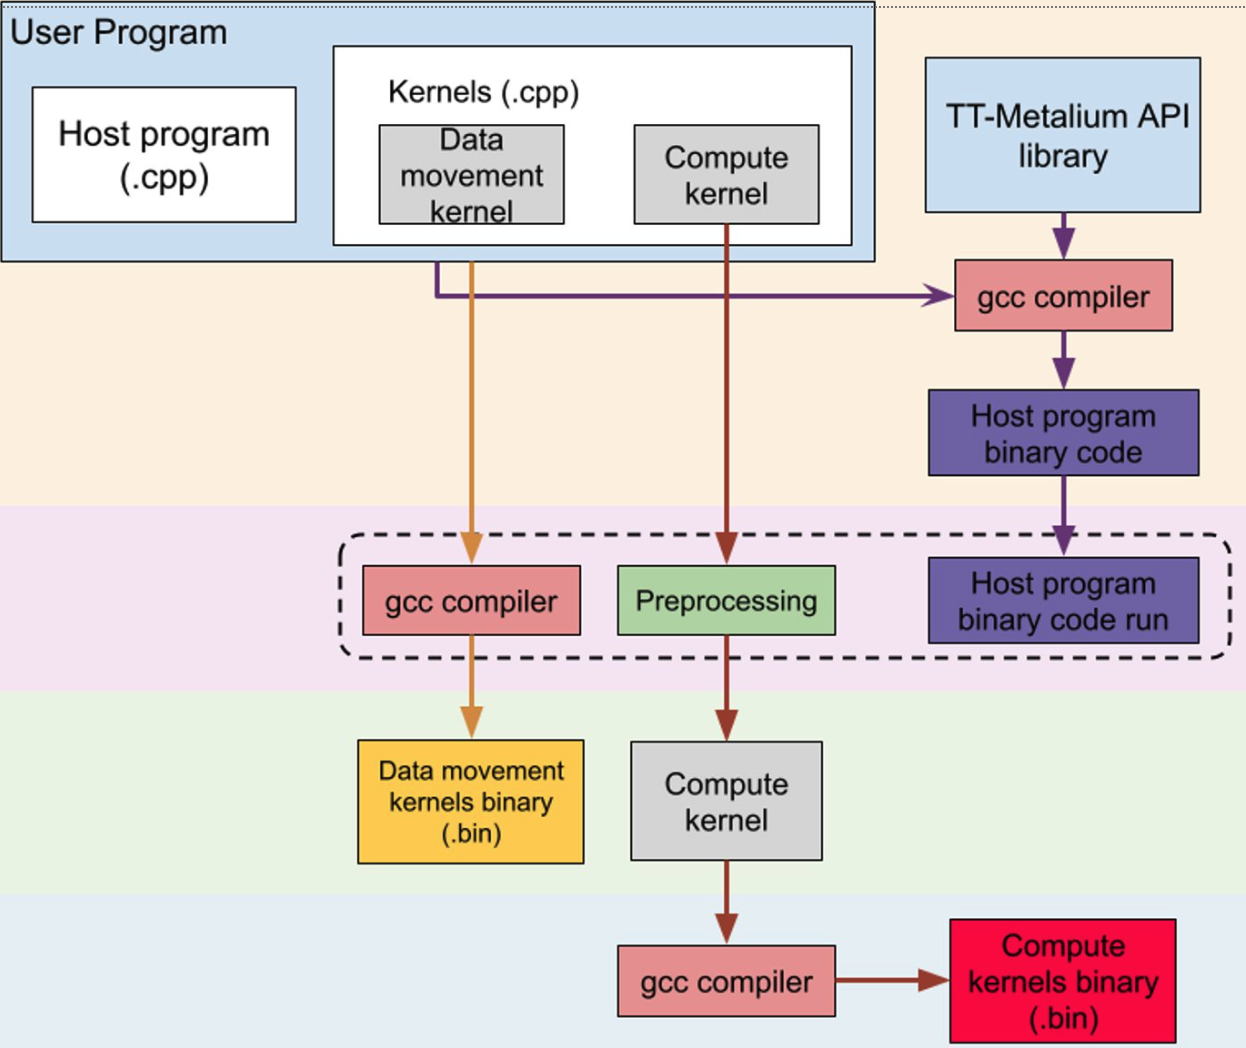 User Program
Host program
(.cpp)
Kernels (.cpp)
Data
movement
kernel
Compute
kernel
TT-Metalium API
library
gcc compiler
Host program
binary code
gcc compiler
Preprocessing
Host program
binary code run
Data movement
kernels binary
(.bin)
Compute
kernel
gcc compiler
Compute
kernels binary
(.bin)